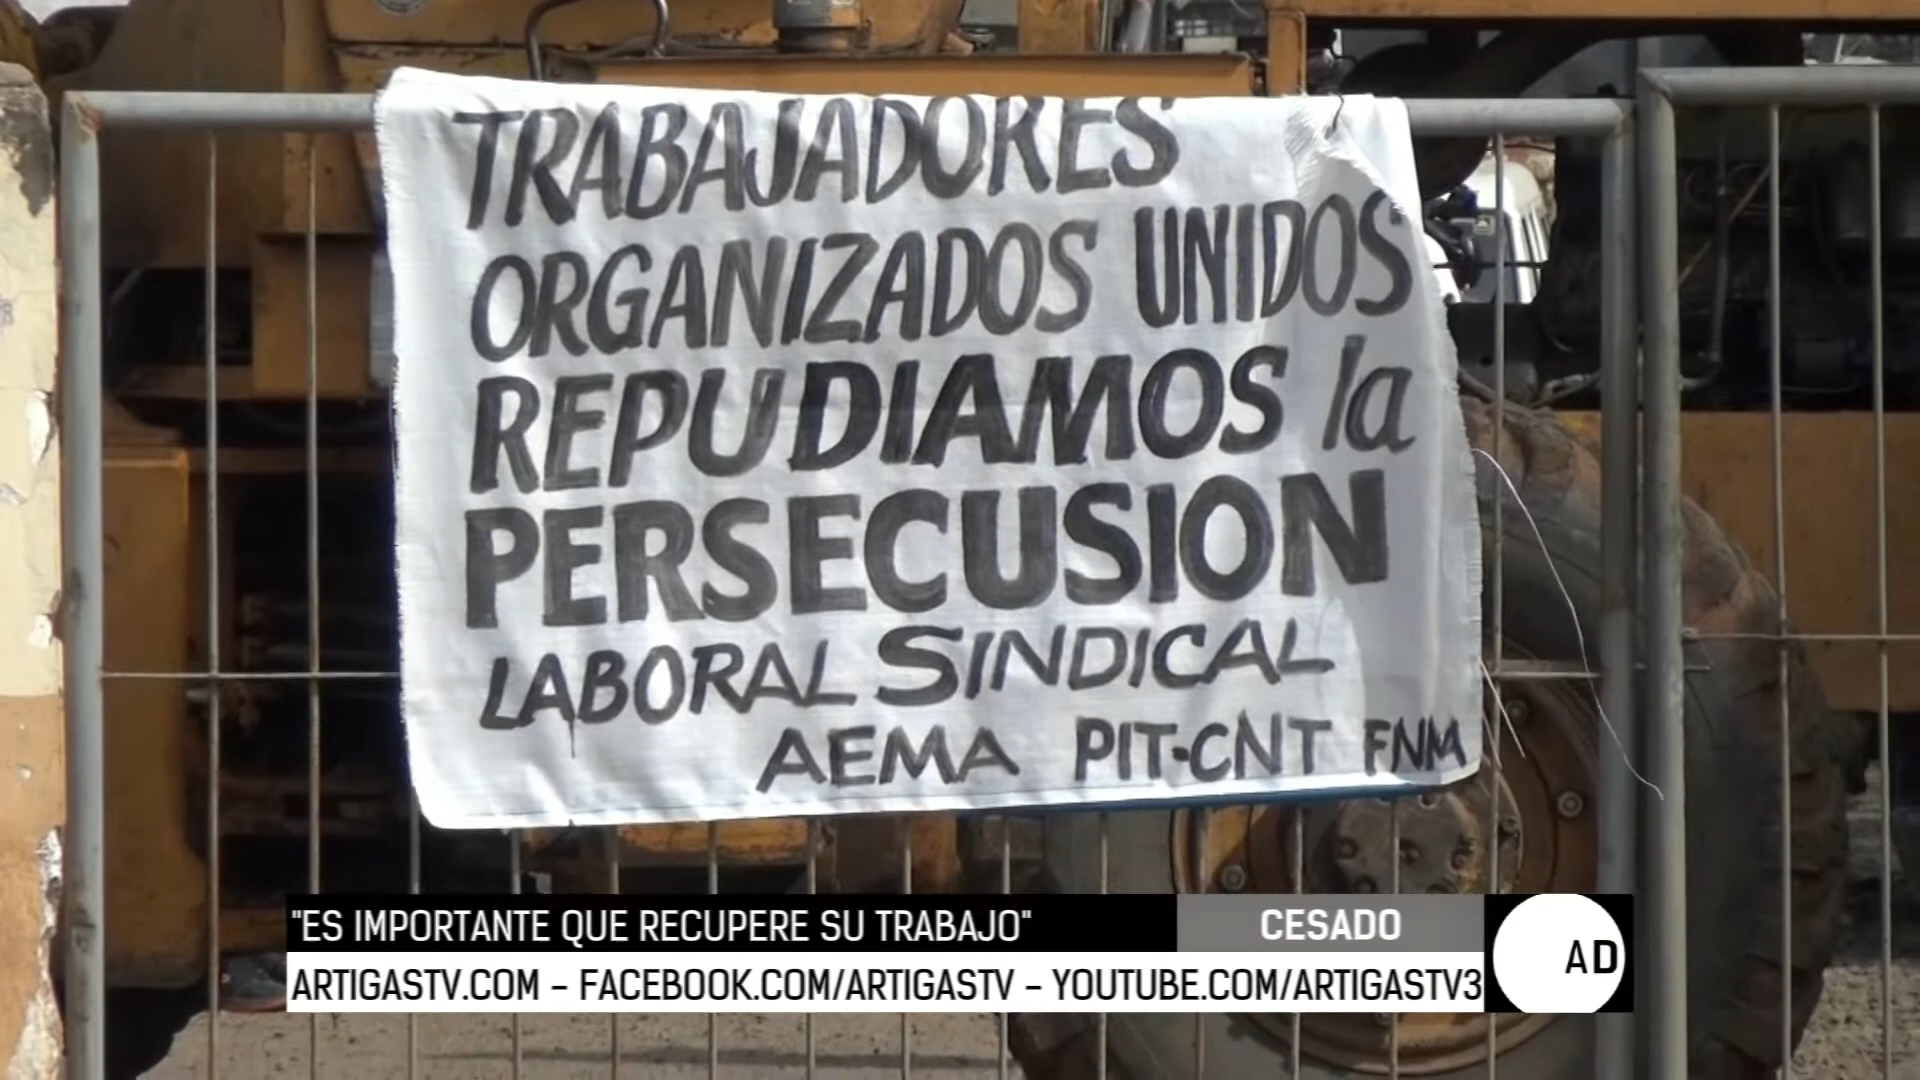 TRABAJADORES
ORGANIZADOS UNIDOS
REPUDIAMOS la
PERSECUSION
LABORAL SINDICAL
AEMA PIT-CNT FNM
"ES IMPORTANTE QUE RECUPERE SU TRABAJO"
CESADO
AD
ARTIGASTV.COM – FACEBOOK.COM/ARTIGASTV – YOUTUBE.COM/ARTIGASTV3